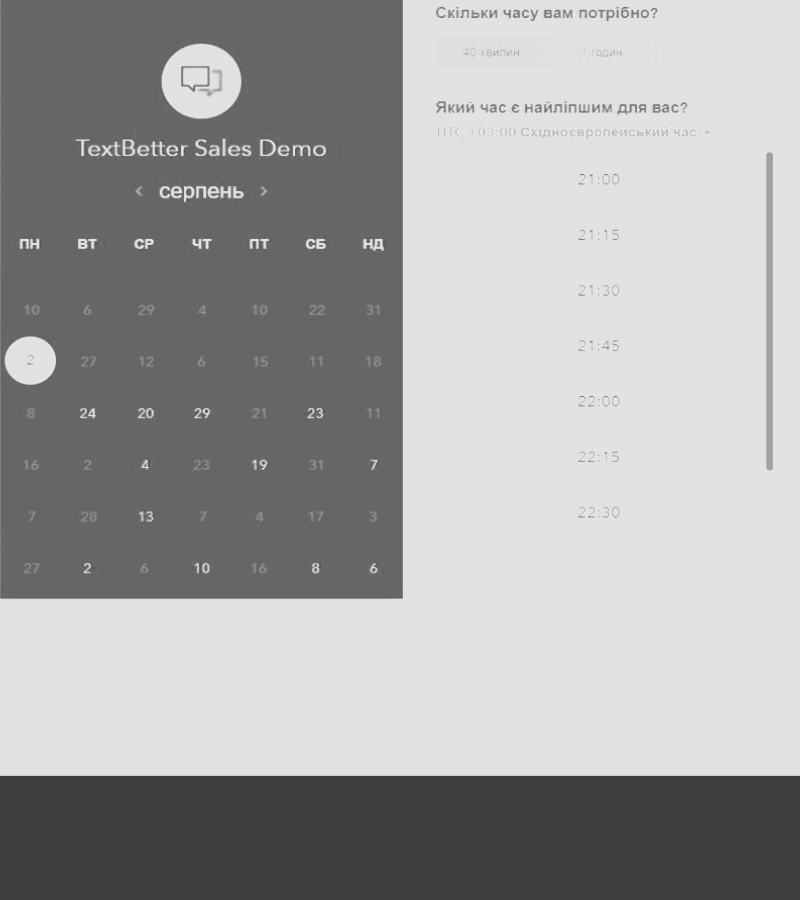 TextBetter Sales Demo
‹ серпень ›
ПН ВТ СР ЧТ ПТ СБ НД
10 6 29 4 10 22 31
2 27 12 6 15 11 18
8 24 20 29 21 23 11
16 2 4 23 19 31 7
7 28 13 7 4 17 3
27 2 6 10 16 8 6
Скільки часу вам потрібно?
40 хвилин 1 годин
Який час є найліпшим для вас?
UTC +03:00 Східноєвропейський час
21:00
21:15
21:30
21:45
22:00
22:15
22:30